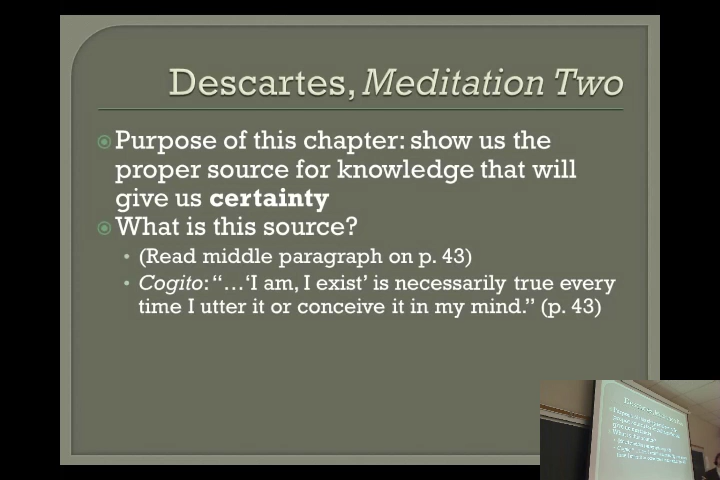 Descartes, Meditation Two
Purpose of this chapter: show us the
proper source for knowledge that will
give us certainty
What is this source?
(Read middle paragraph on p. 43)
Cogito: “…‘I am, I exist’ is necessarily true every
time I utter it or conceive it in my mind.” (p. 43)